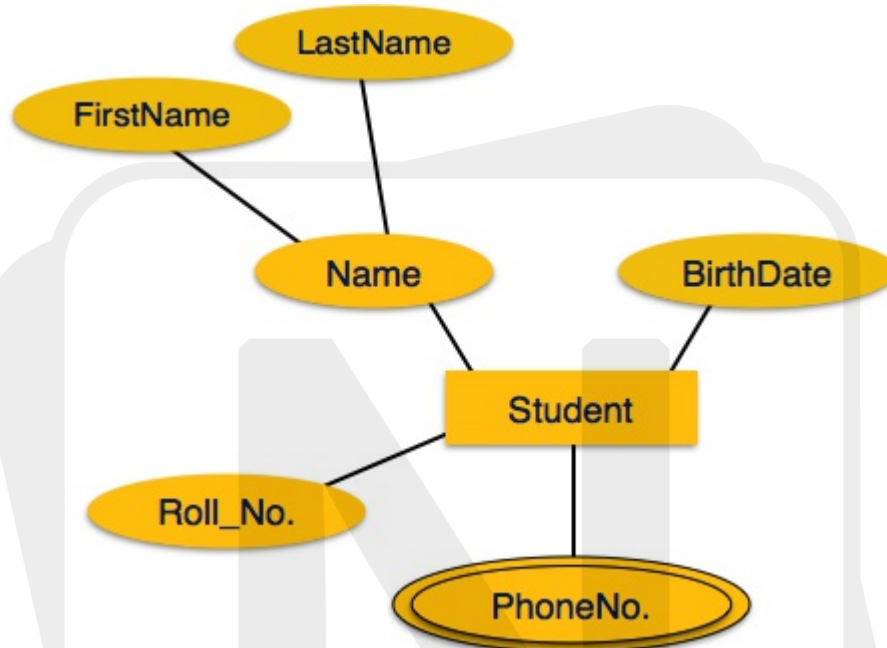 LastName
FirstName
Name
BirthDate
Student
Roll_No.
PhoneNo.